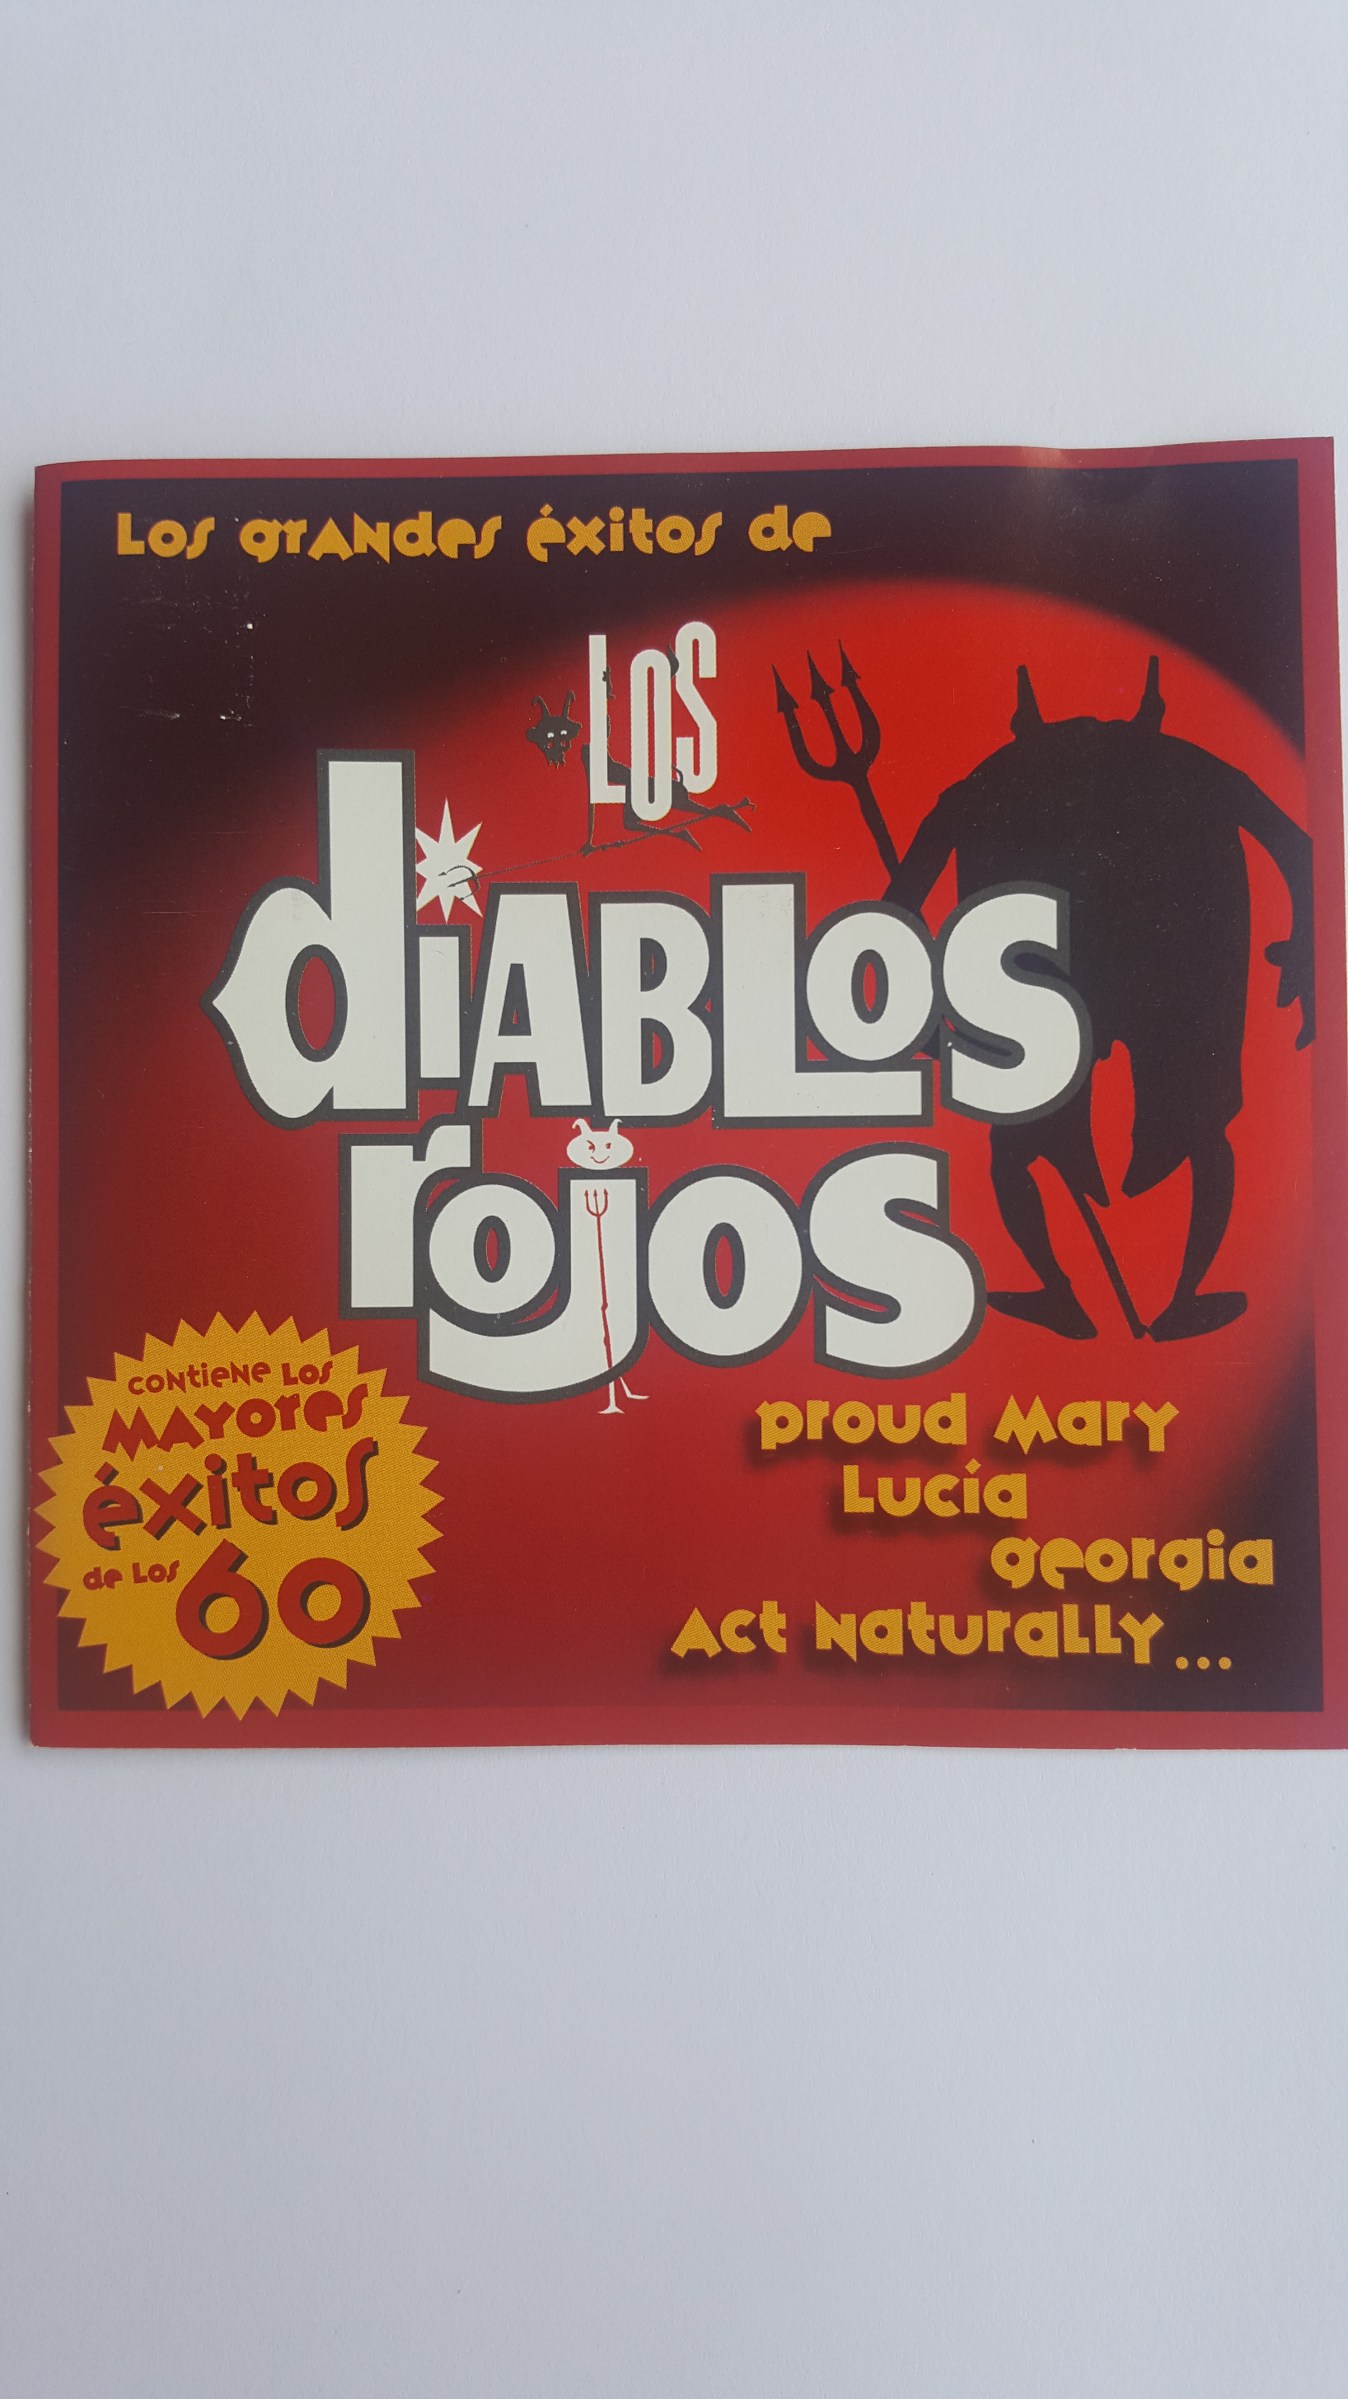 Los grandes éxitos de
LOS
diABLOS
rojos
contiene los
mayores
éxitos
de los 60
proud Mary
Lucía
georgia
Act Naturally...